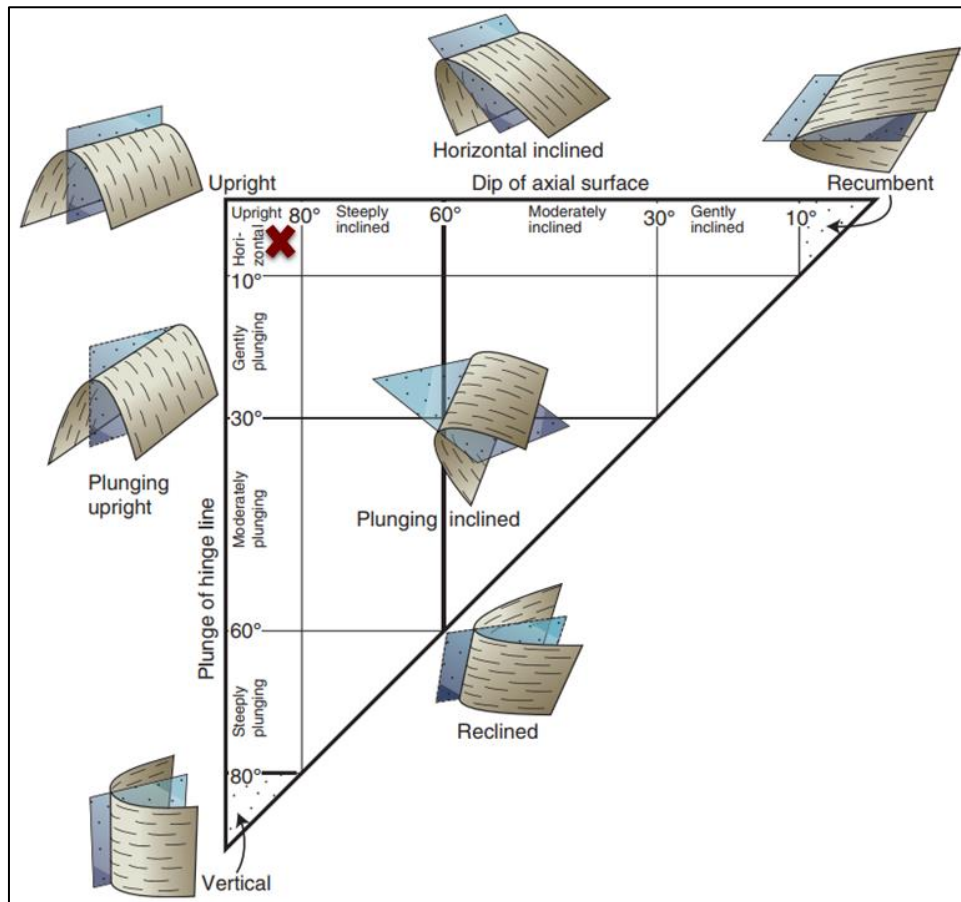 Horizontal inclined
Upright
Dip of axial surface
Recumbent
Upright
80°
Steeply
inclined
60°
Moderately
inclined
30°
Gently
inclined
10°
Hori-
zontal
10°
Gently
plunging
30°
Plunging
upright
Moderately
plunging
Plunging inclined
Plunge of hinge line
60°
Steeply
plunging
Reclined
80°
Vertical